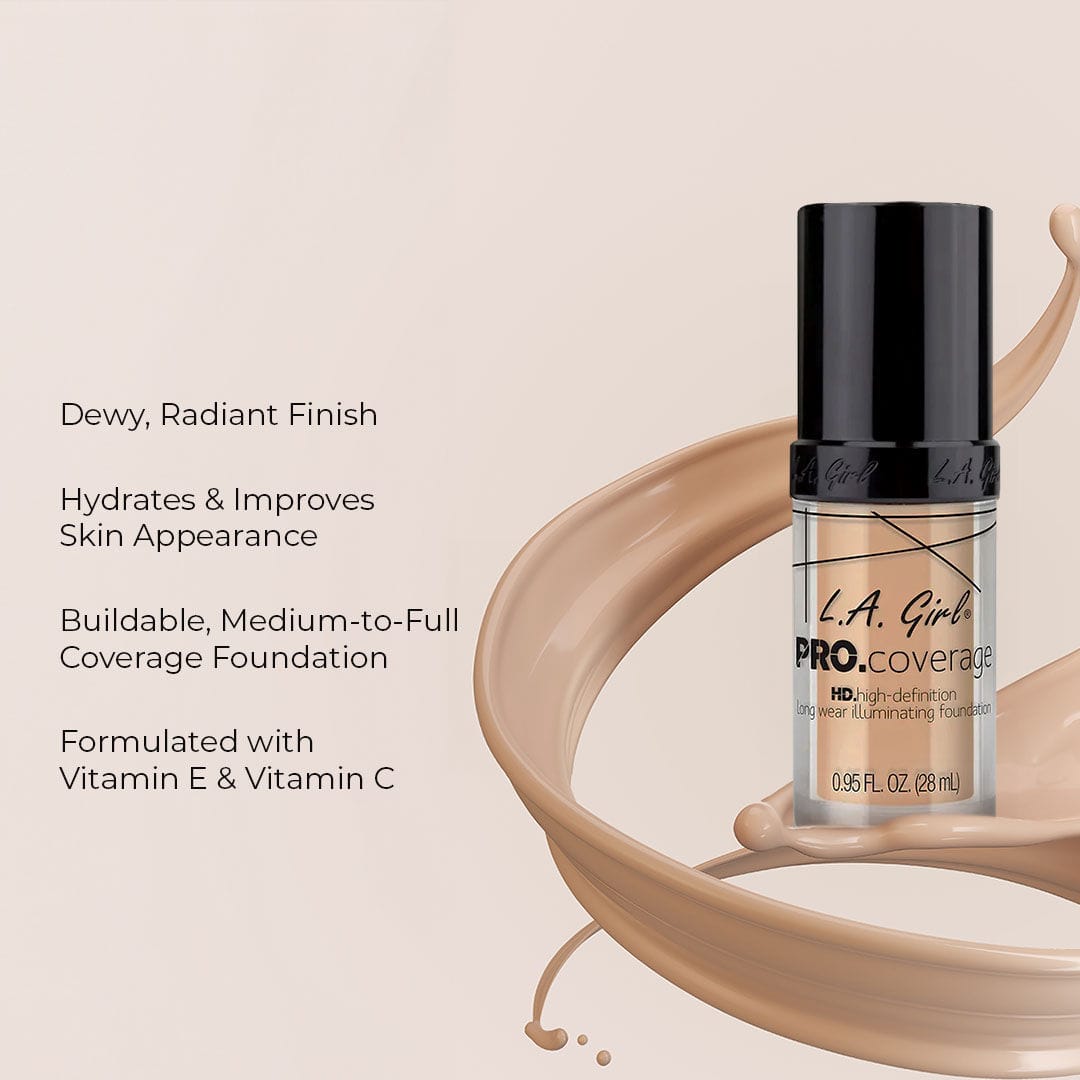 Dewy, Radiant Finish
Hydrates & Improves
Skin Appearance
Buildable, Medium-to-Full
Coverage Foundation
Formulated with
Vitamin E & Vitamin C
L.A. Girl L.A. Girl
L.A. Girl®
PRO.coverage
HD.high-definition
long wear illuminating foundation
0.95 FL. OZ. (28 mL)